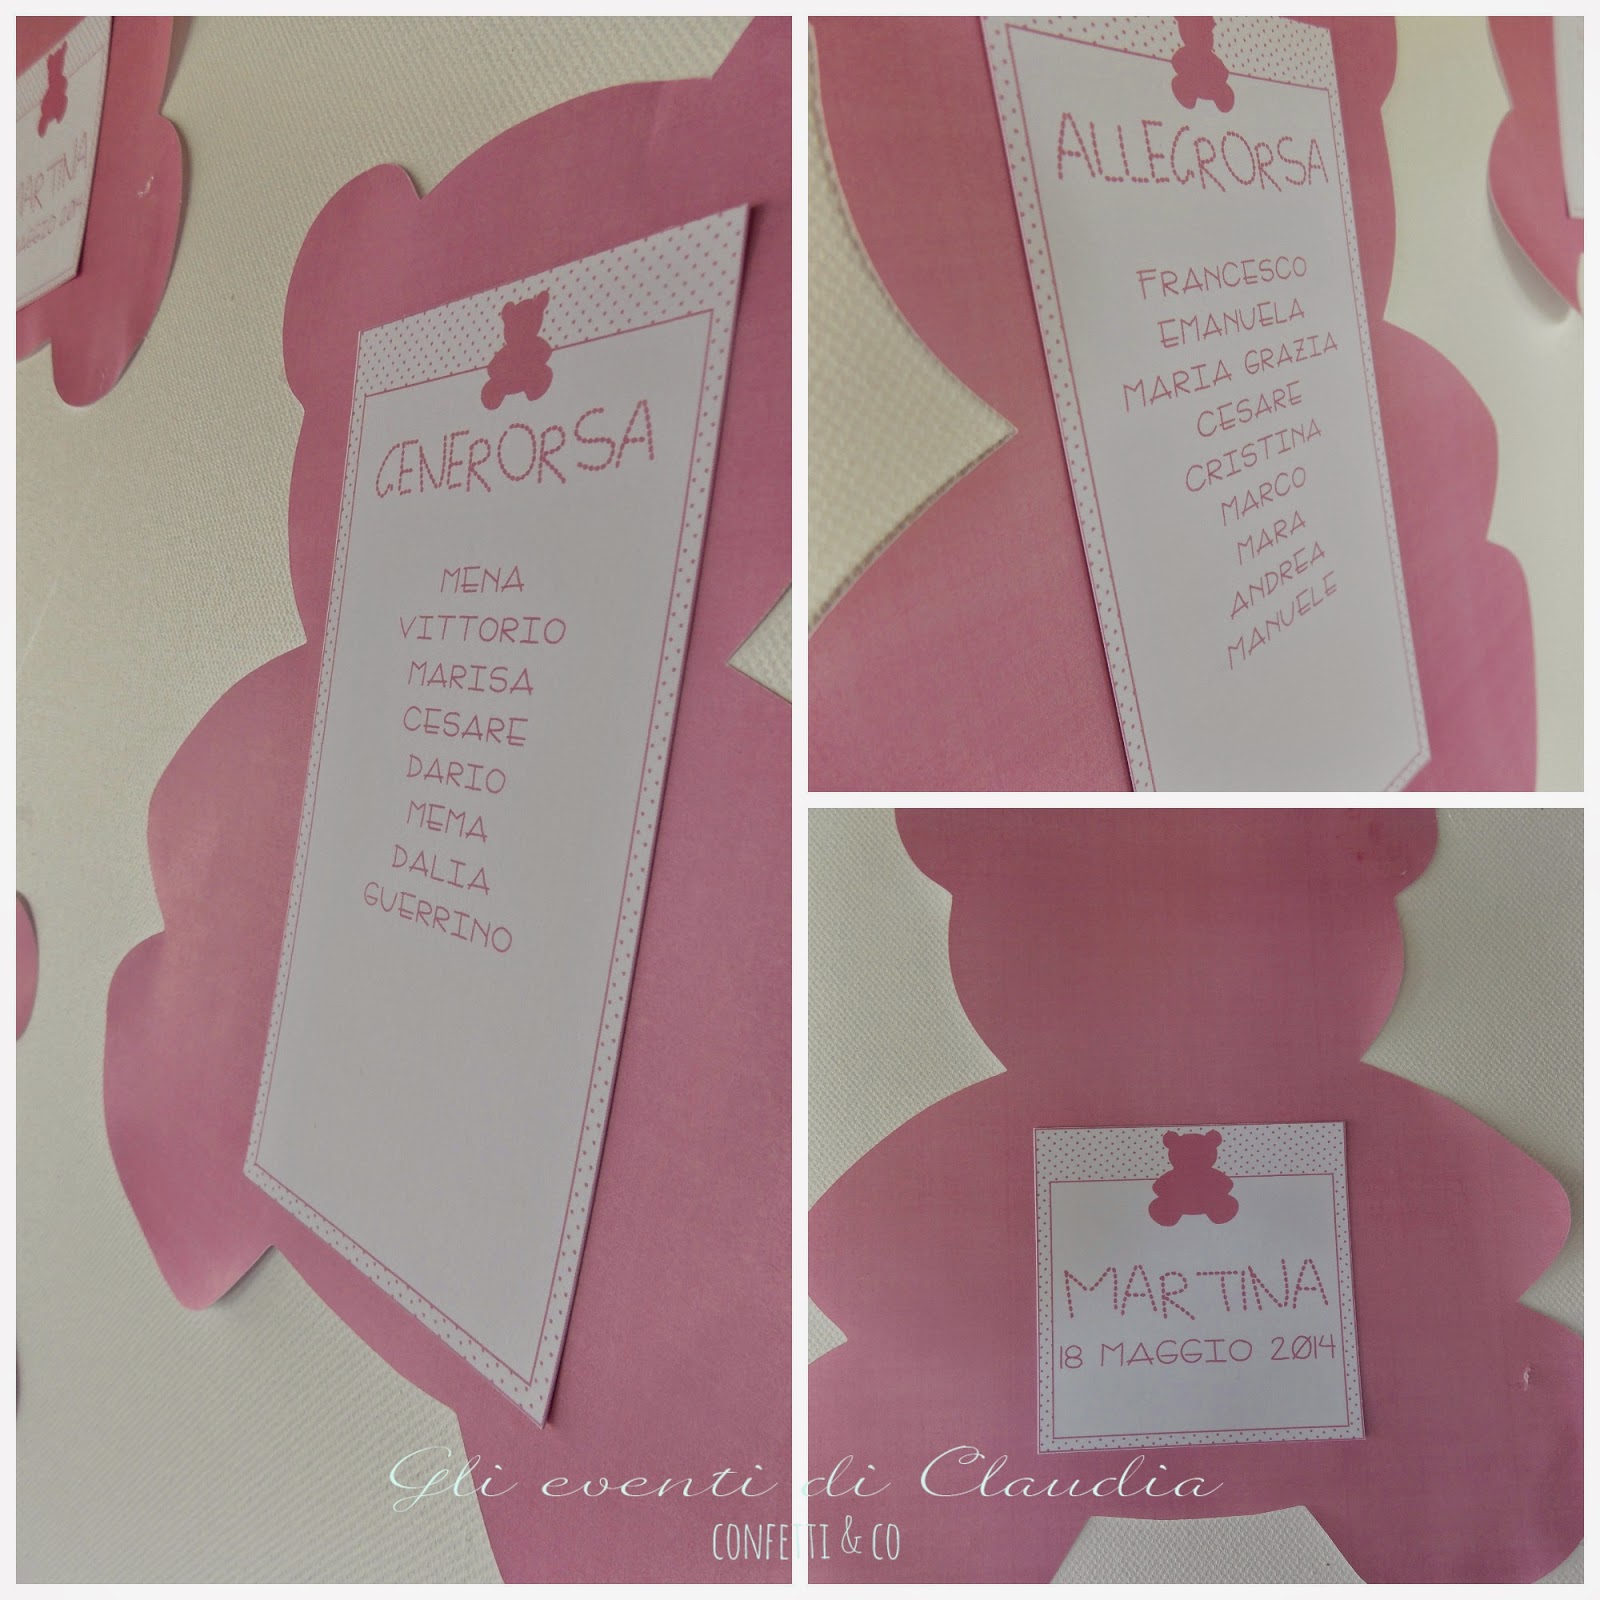 MARTINA
GENERORSA
MENA
VITTORIO
MARISA
CESARE
DARIO
MEMA
DALIA
GUERRINO
ALLEGRORSA
FRANCESCO
EMANUELA
MARIA GRAZIA
CESARE
CRISTINA
MARCO
MARA
ANDREA
MANUELE
MARTINA
18 MAGGIO 2014
Gli eventi di Claudia
CONFETTI & CO